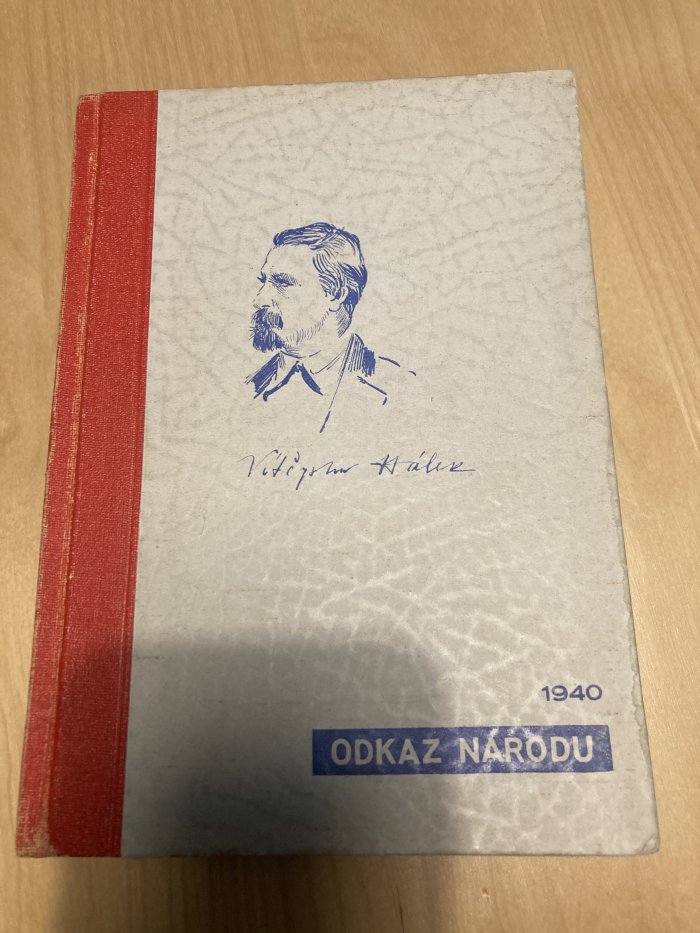 Vítězslav Hálek
1940
ODKAZ NÁRODU